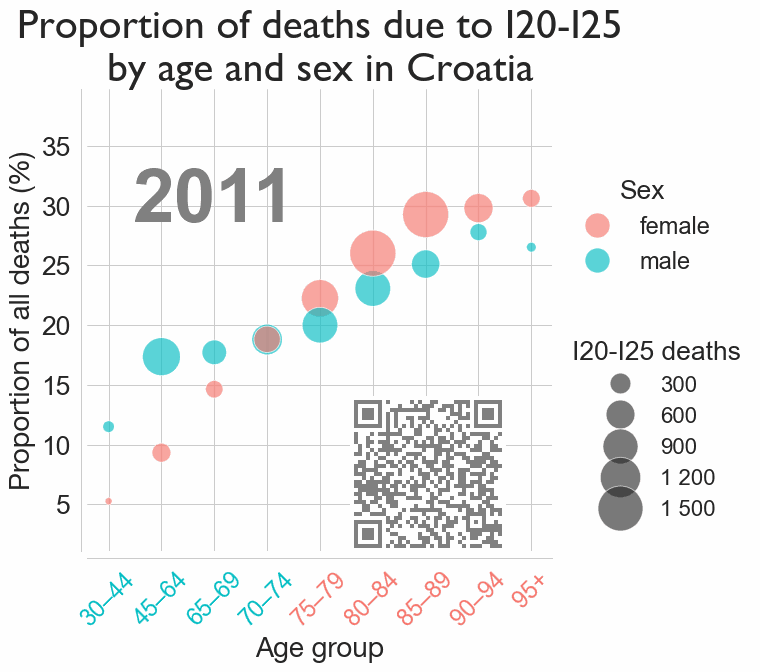 Proportion of deaths due to I20-I25
by age and sex in Croatia
Proportion of all deaths (%)
35
30
25
20
15
10
5
2011
30–44
45–64
65–69
70–74
75–79
80–84
85–89
90–94
95+
Age group
Sex
female
male
I20-I25 deaths
300
600
900
1 200
1 500